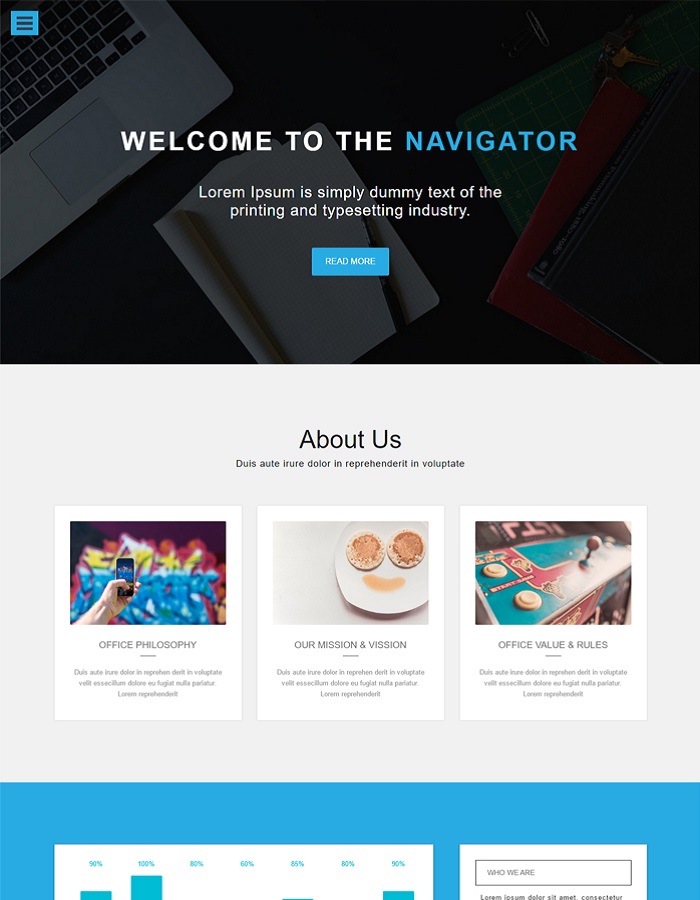 WELCOME TO THE NAVIGATOR
Lorem Ipsum is simply dummy text of the
printing and typesetting industry.
READ MORE
About Us
Duis aute irure dolor in reprehenderit in voluptate
OFFICE PHILOSOPHY
Duis aute irure dolor in reprehen derit in voluptate
velit essecillum dolore eu fugiat nulla pariatur.
Lorem reprehenderit
OUR MISSION & VISSION
Duis aute irure dolor in reprehen derit in voluptate
velit essecillum dolore eu fugiat nulla pariatur.
Lorem reprehenderit
OFFICE VALUE & RULES
Duis aute irure dolor in reprehen derit in voluptate
velit essecillum dolore eu fugiat nulla pariatur.
Lorem reprehenderit
90% 100% 80% 60% 85% 80% 90%
WHO WE ARE
Lorem ipsum dolor sit amet, consectetur